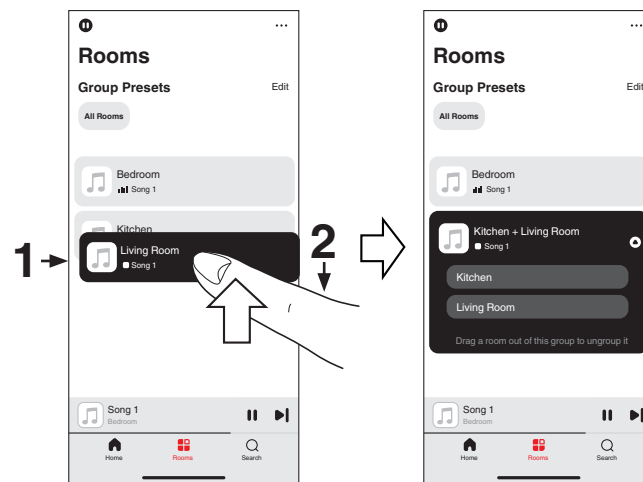 ...
Rooms
Group Presets Edit
All Rooms
Bedroom
Song 1
Kitchen
Living Room
Song 1
1
2
Song 1
Bedroom
Home Rooms Search
...
Rooms
Group Presets Edit
All Rooms
Bedroom
Song 1
Kitchen + Living Room
Song 1
Kitchen
Living Room
Drag a room out of this group to ungroup it
Song 1
Bedroom
Home Rooms Search